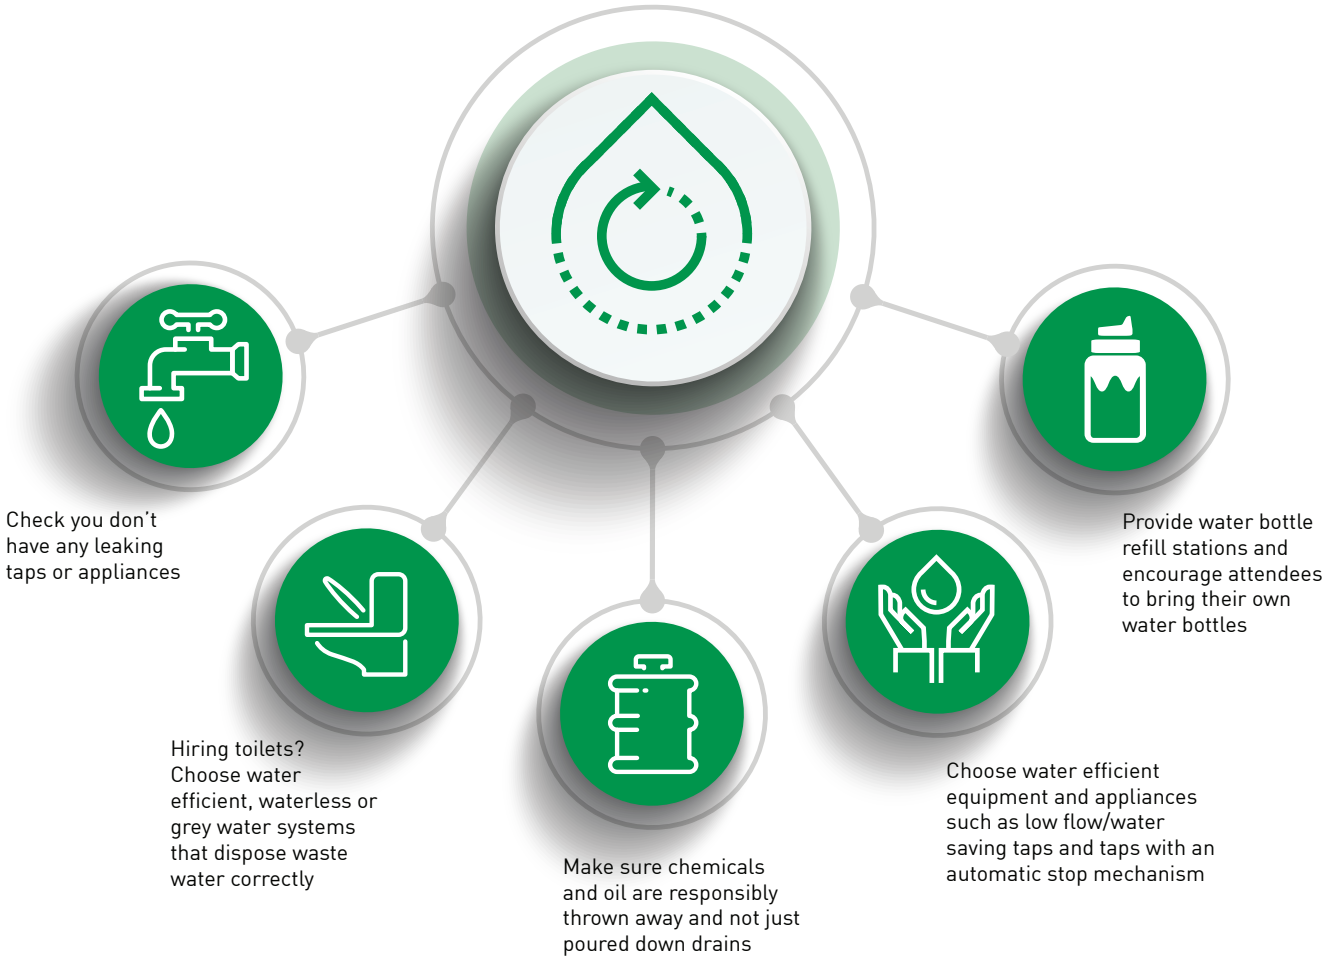 Check you don’t
have any leaking
taps or appliances
Hiring toilets?
Choose water
efficient, waterless or
grey water systems
that dispose waste
water correctly
Make sure chemicals
and oil are responsibly
thrown away and not just
poured down drains
Choose water efficient
equipment and appliances
such as low flow/water
saving taps and taps with an
automatic stop mechanism
Provide water bottle
refill stations and
encourage attendees
to bring their own
water bottles